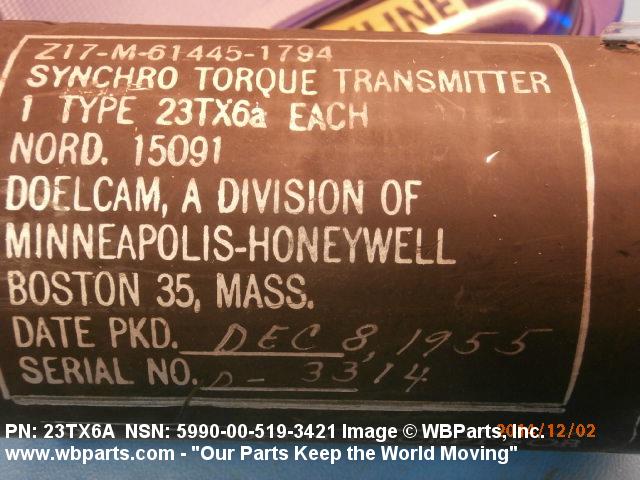 Z17-M-61445-1794
SYNCHRO TORQUE TRANSMITTER
1 TYPE 23TX6a EACH
NORD. 15091
DOELCAM, A DIVISION OF
MINNEAPOLIS-HONEYWELL
BOSTON 35, MASS.
DATE PKD. DEC 8, 1955
SERIAL NO. D-3314
PN: 23TX6A NSN: 5990-00-519-3421 Image © WBParts, Inc.
www.wbparts.com - "Our Parts Keep the World Moving"